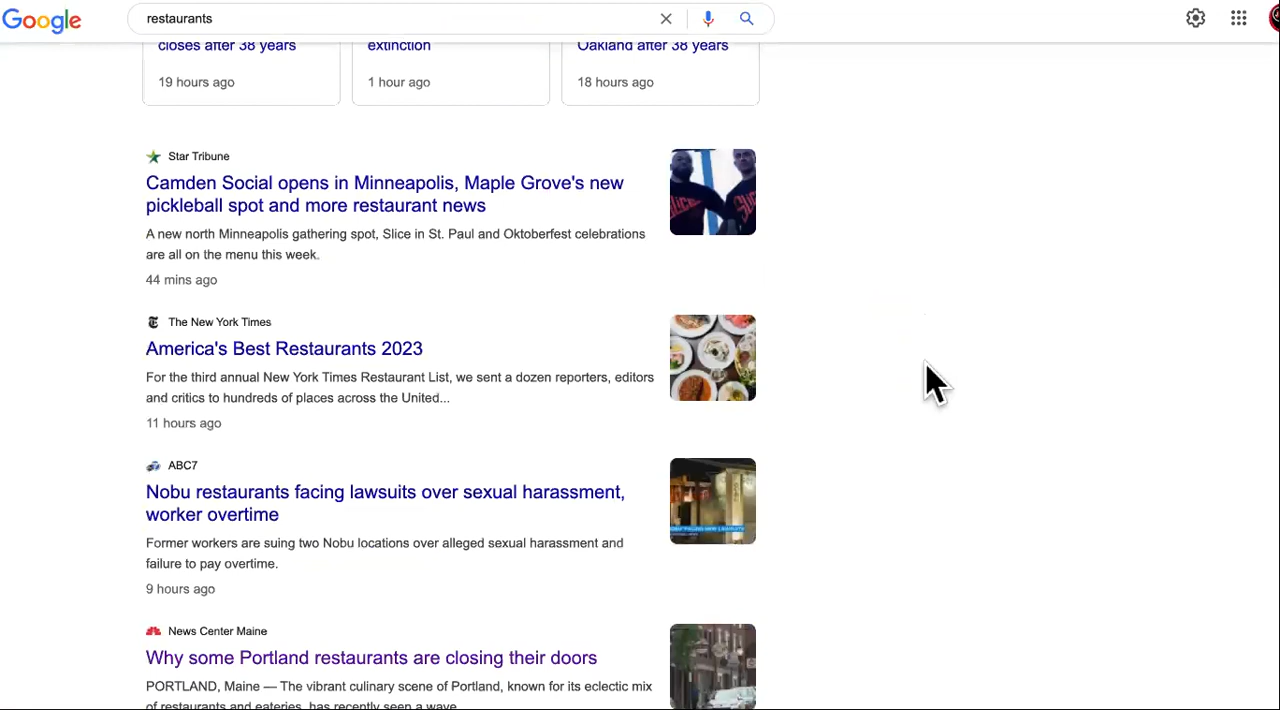 Google
restaurants
closes after 38 years
extinction
Oakland after 38 years
19 hours ago
1 hour ago
18 hours ago
Star Tribune
Camden Social opens in Minneapolis, Maple Grove's new
pickleball spot and more restaurant news
A new north Minneapolis gathering spot, Slice in St. Paul and Oktoberfest celebrations
are all on the menu this week.
44 mins ago
The New York Times
America's Best Restaurants 2023
For the third annual New York Times Restaurant List, we sent a dozen reporters, editors
and critics to hundreds of places across the United...
11 hours ago
ABC7
Nobu restaurants facing lawsuits over sexual harassment,
worker overtime
Former workers are suing two Nobu locations over alleged sexual harassment and
failure to pay overtime.
9 hours ago
News Center Maine
Why some Portland restaurants are closing their doors
PORTLAND, Maine — The vibrant culinary scene of Portland, known for its eclectic mix
of restaurants and eateries, has recently seen a wave